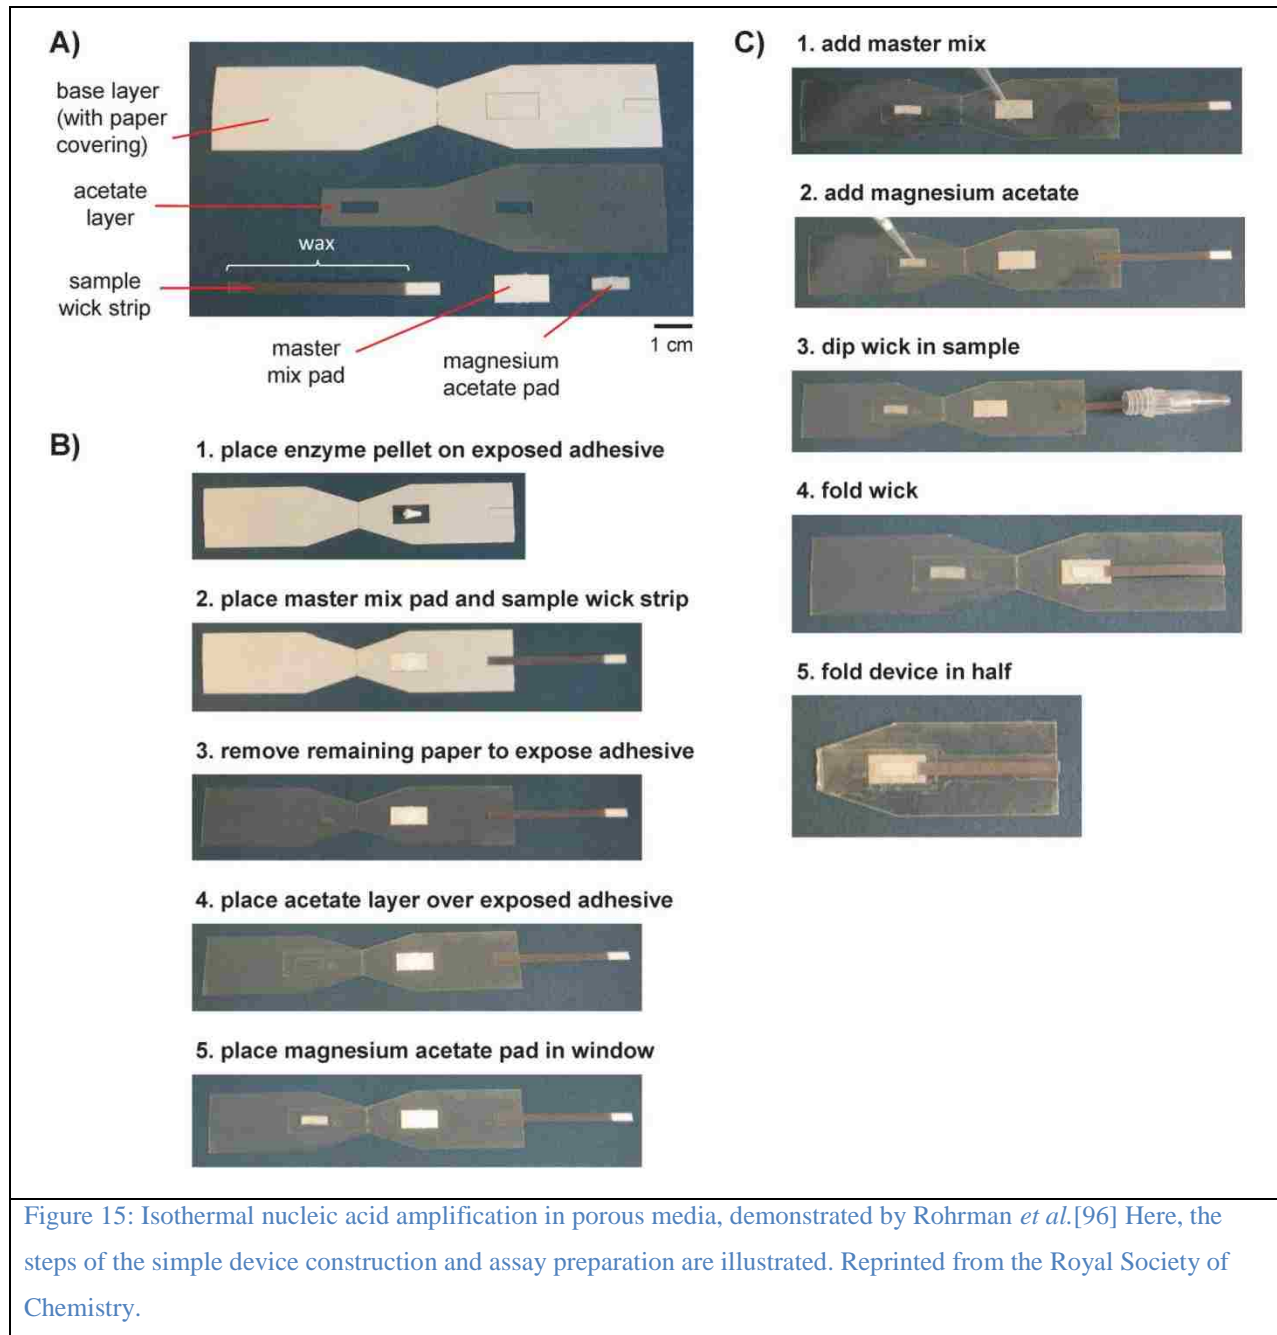 A)
base layer
(with paper
covering)
acetate
layer
wax
sample
wick strip
master
mix pad
magnesium
acetate pad
1 cm
B)
1. place enzyme pellet on exposed adhesive
2. place master mix pad and sample wick strip
3. remove remaining paper to expose adhesive
4. place acetate layer over exposed adhesive
5. place magnesium acetate pad in window
C)
1. add master mix
2. add magnesium acetate
3. dip wick in sample
4. fold wick
5. fold device in half
Figure 15: Isothermal nucleic acid amplification in porous media, demonstrated by Rohrman et al.[96] Here, the
steps of the simple device construction and assay preparation are illustrated. Reprinted from the Royal Society of
Chemistry.